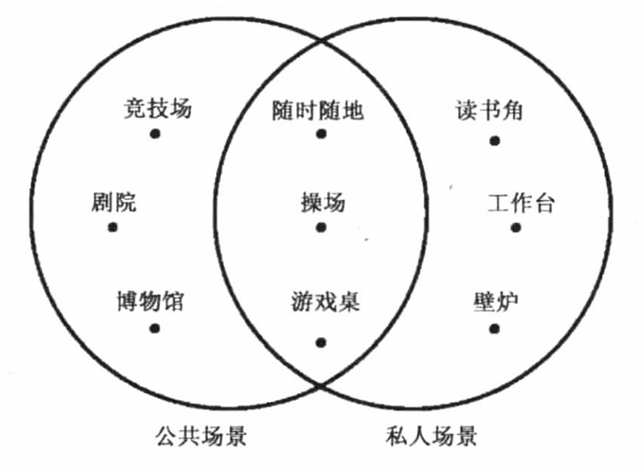 竞技场 随时随地 读书角
剧院 操场 工作台
博物馆 游戏桌 壁炉
公共场景 私人场景